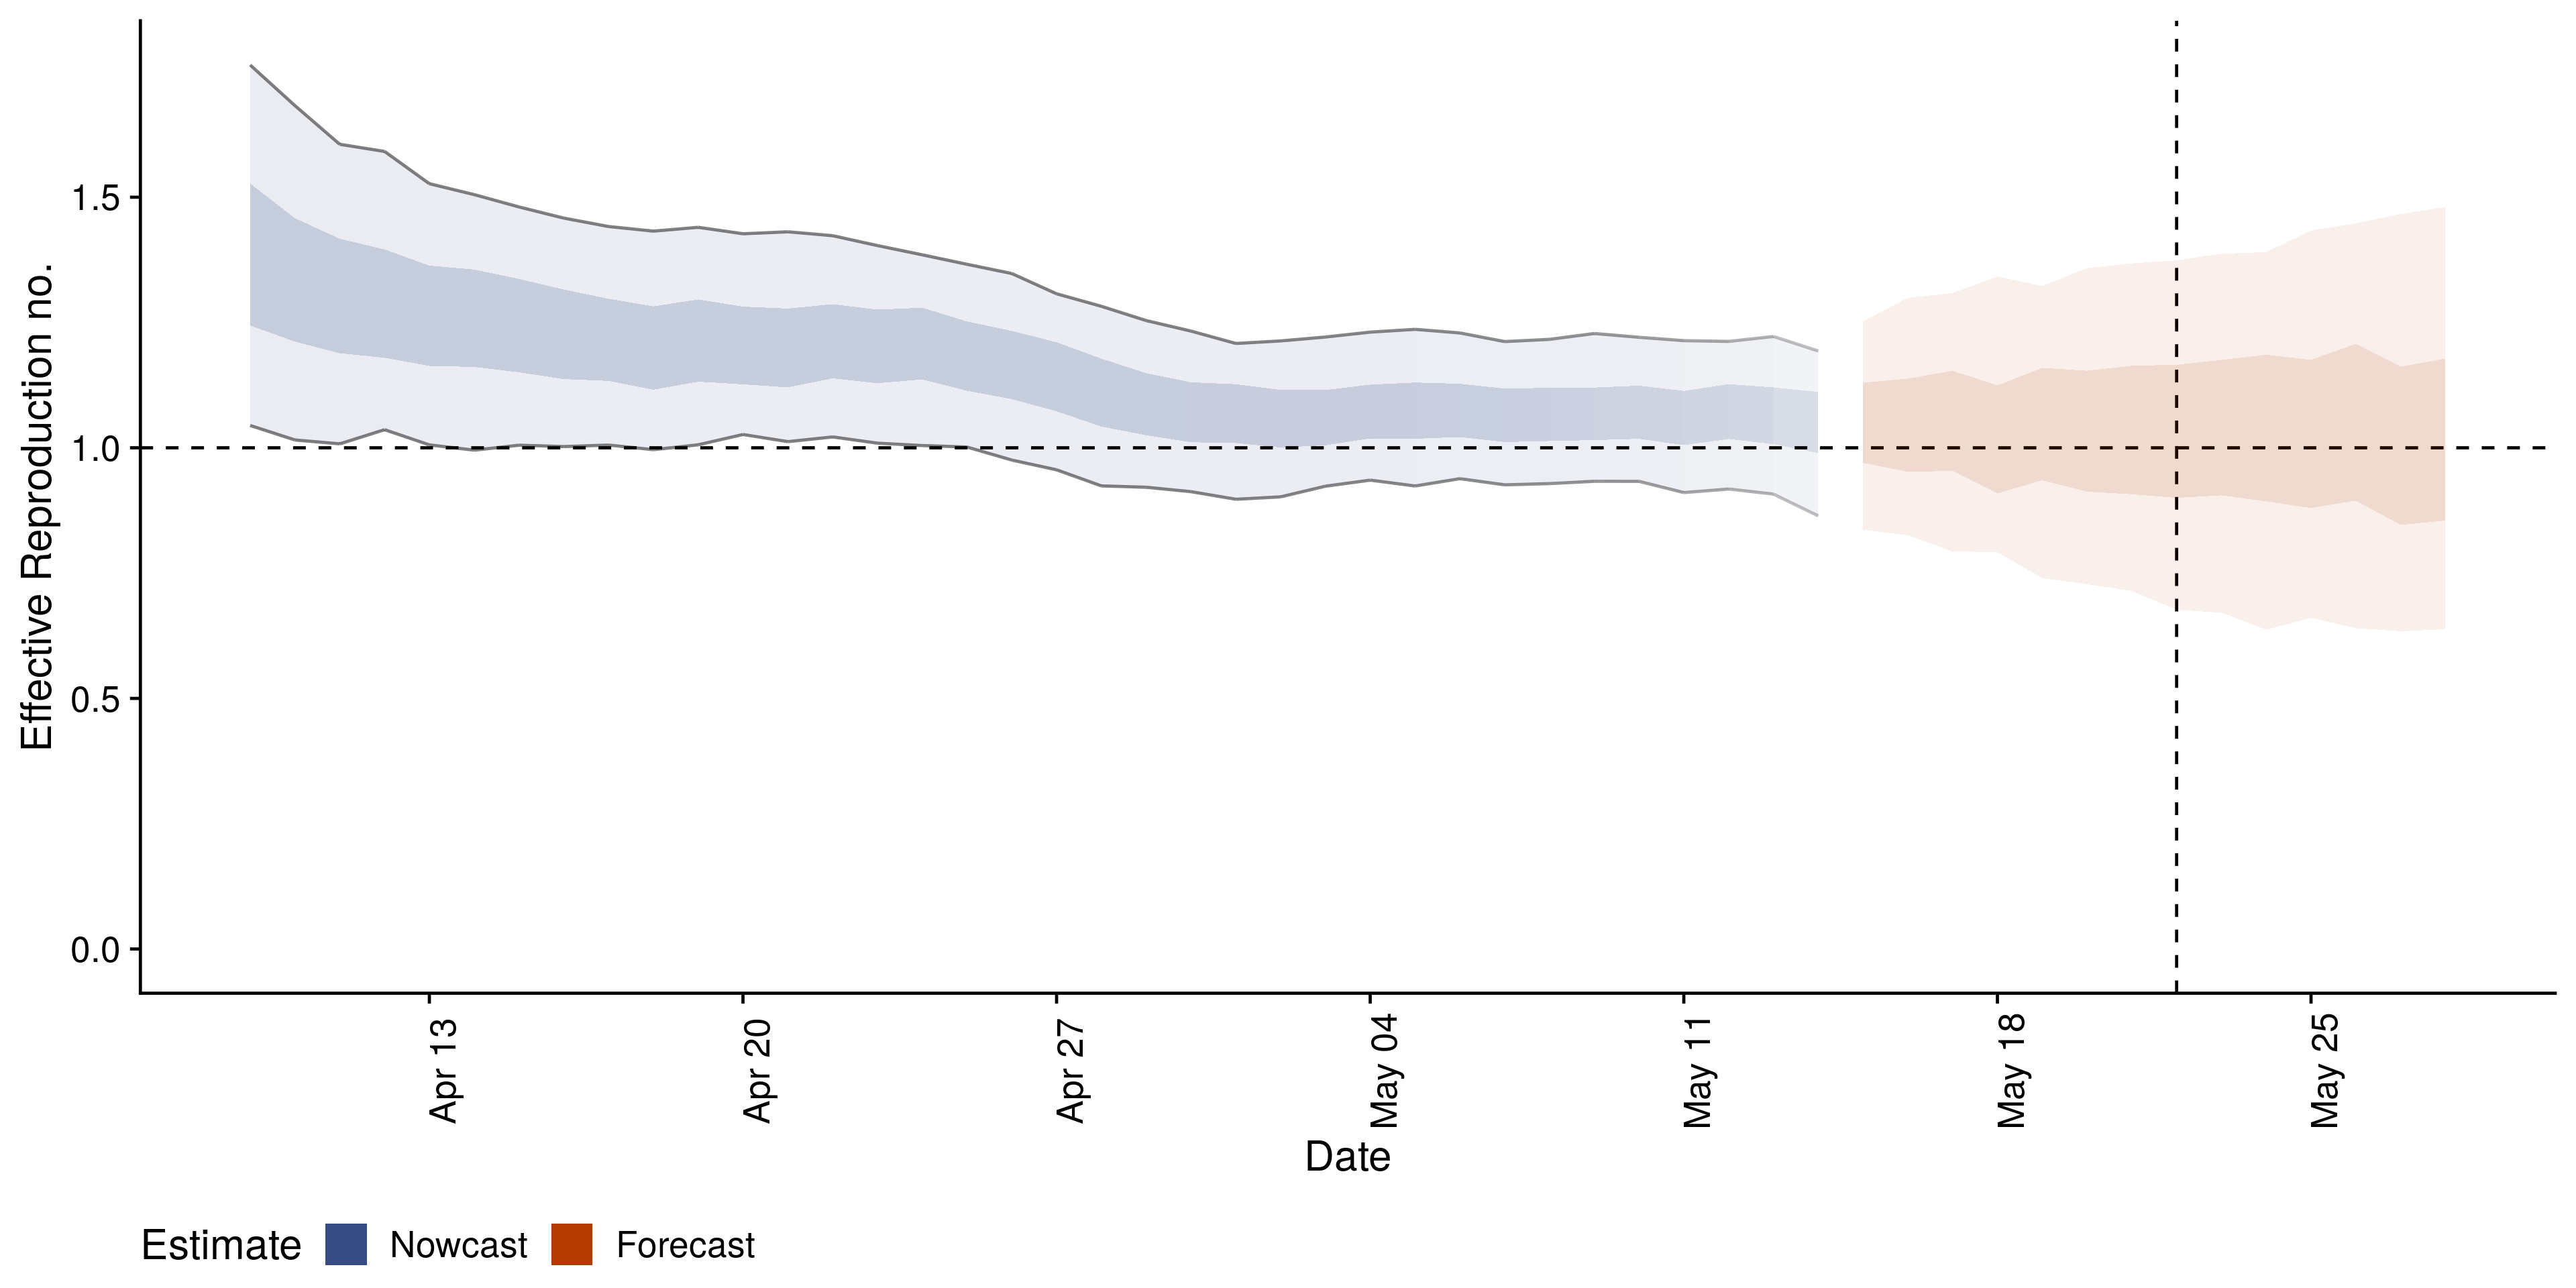 Effective Reproduction no.
1.5
1.0
0.5
0.0
Apr 13
Apr 20
Apr 27
May 04
May 11
May 18
May 25
Date
Estimate Nowcast Forecast